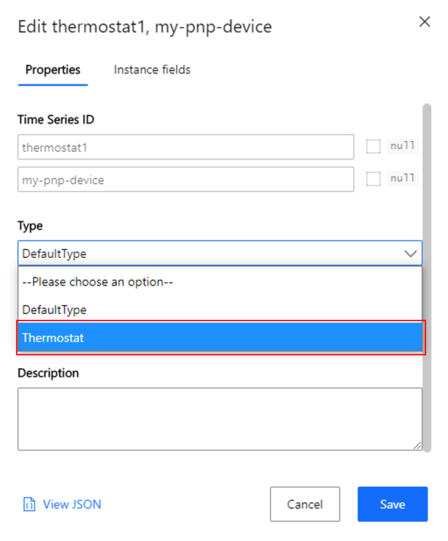 Edit thermostat1, my-pnp-device
Properties Instance fields
Time Series ID
thermostat1 null
my-pnp-device null
Type
DefaultType
--Please choose an option--
DefaultType
Thermostat
Description
View JSON Cancel Save